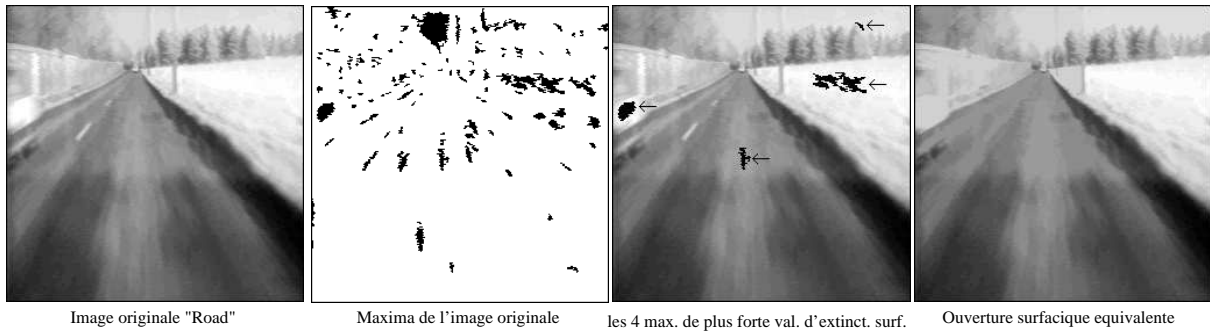 Image originale "Road"
Maxima de l'image originale
les 4 max. de plus forte val. d'extinct. surf.
Ouverture surfacique equivalente